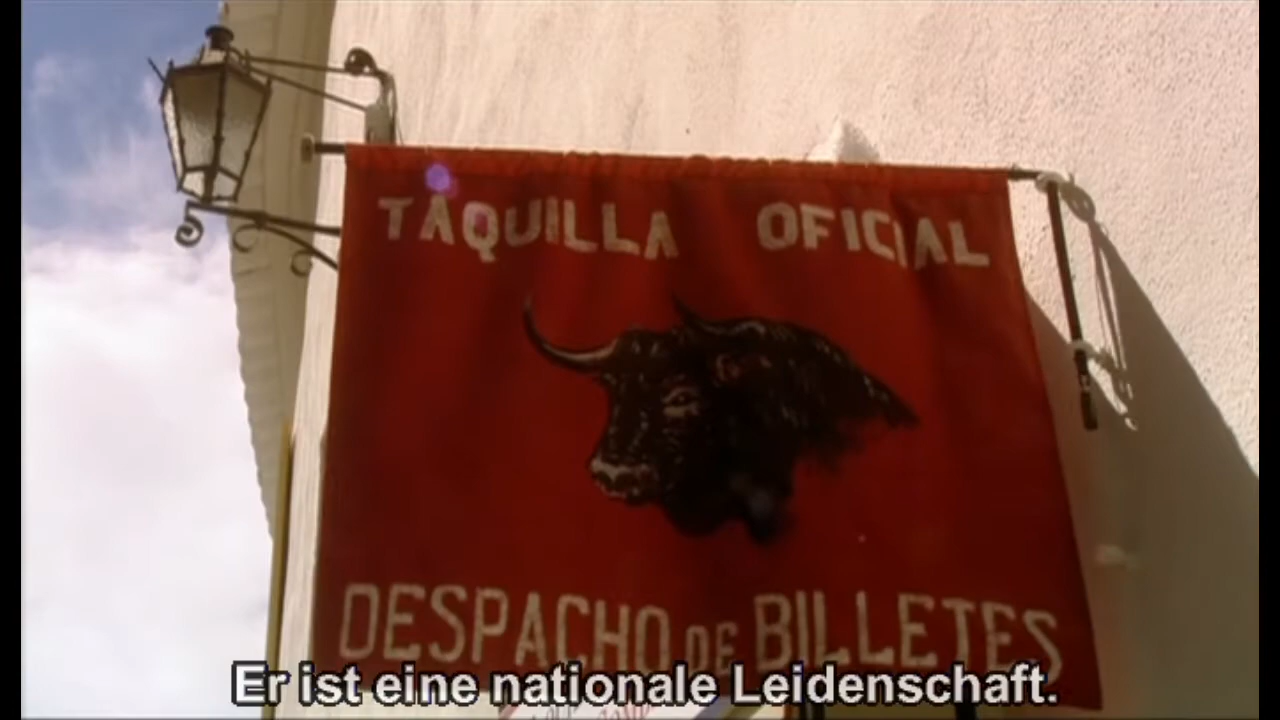 TAQUILLA OFICIAL
DESPACHO DE BILLETES
Er ist eine nationale Leidenschaft.